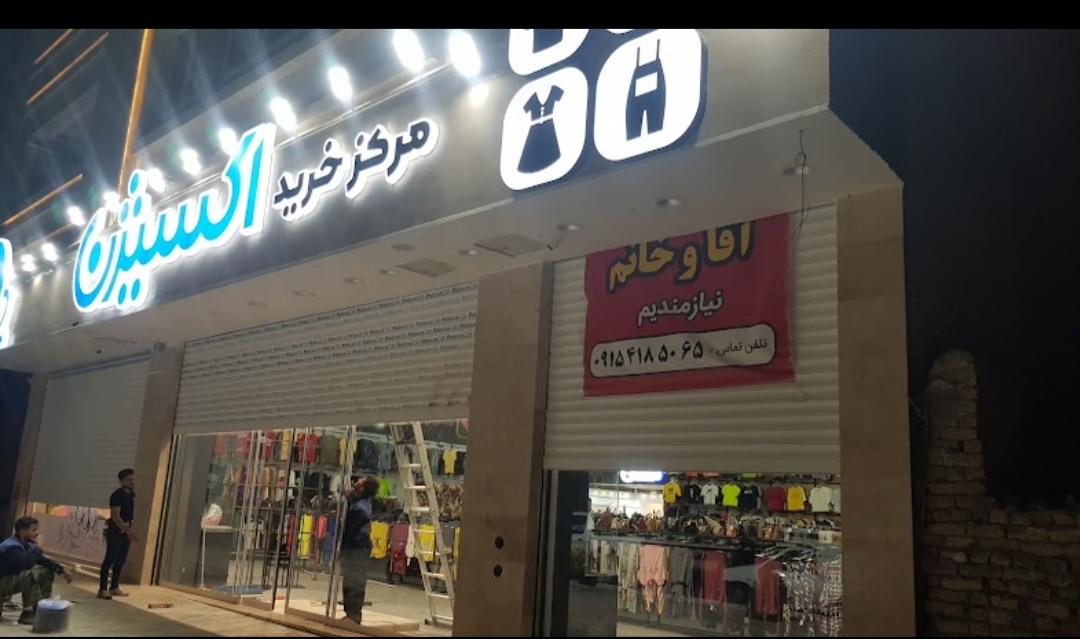 مرکز خرید
اکسیژن
آقا و خانم
نیازمندیم
تلفن تماس: ۰۹۱۵۴۱۸۵۰۶۵